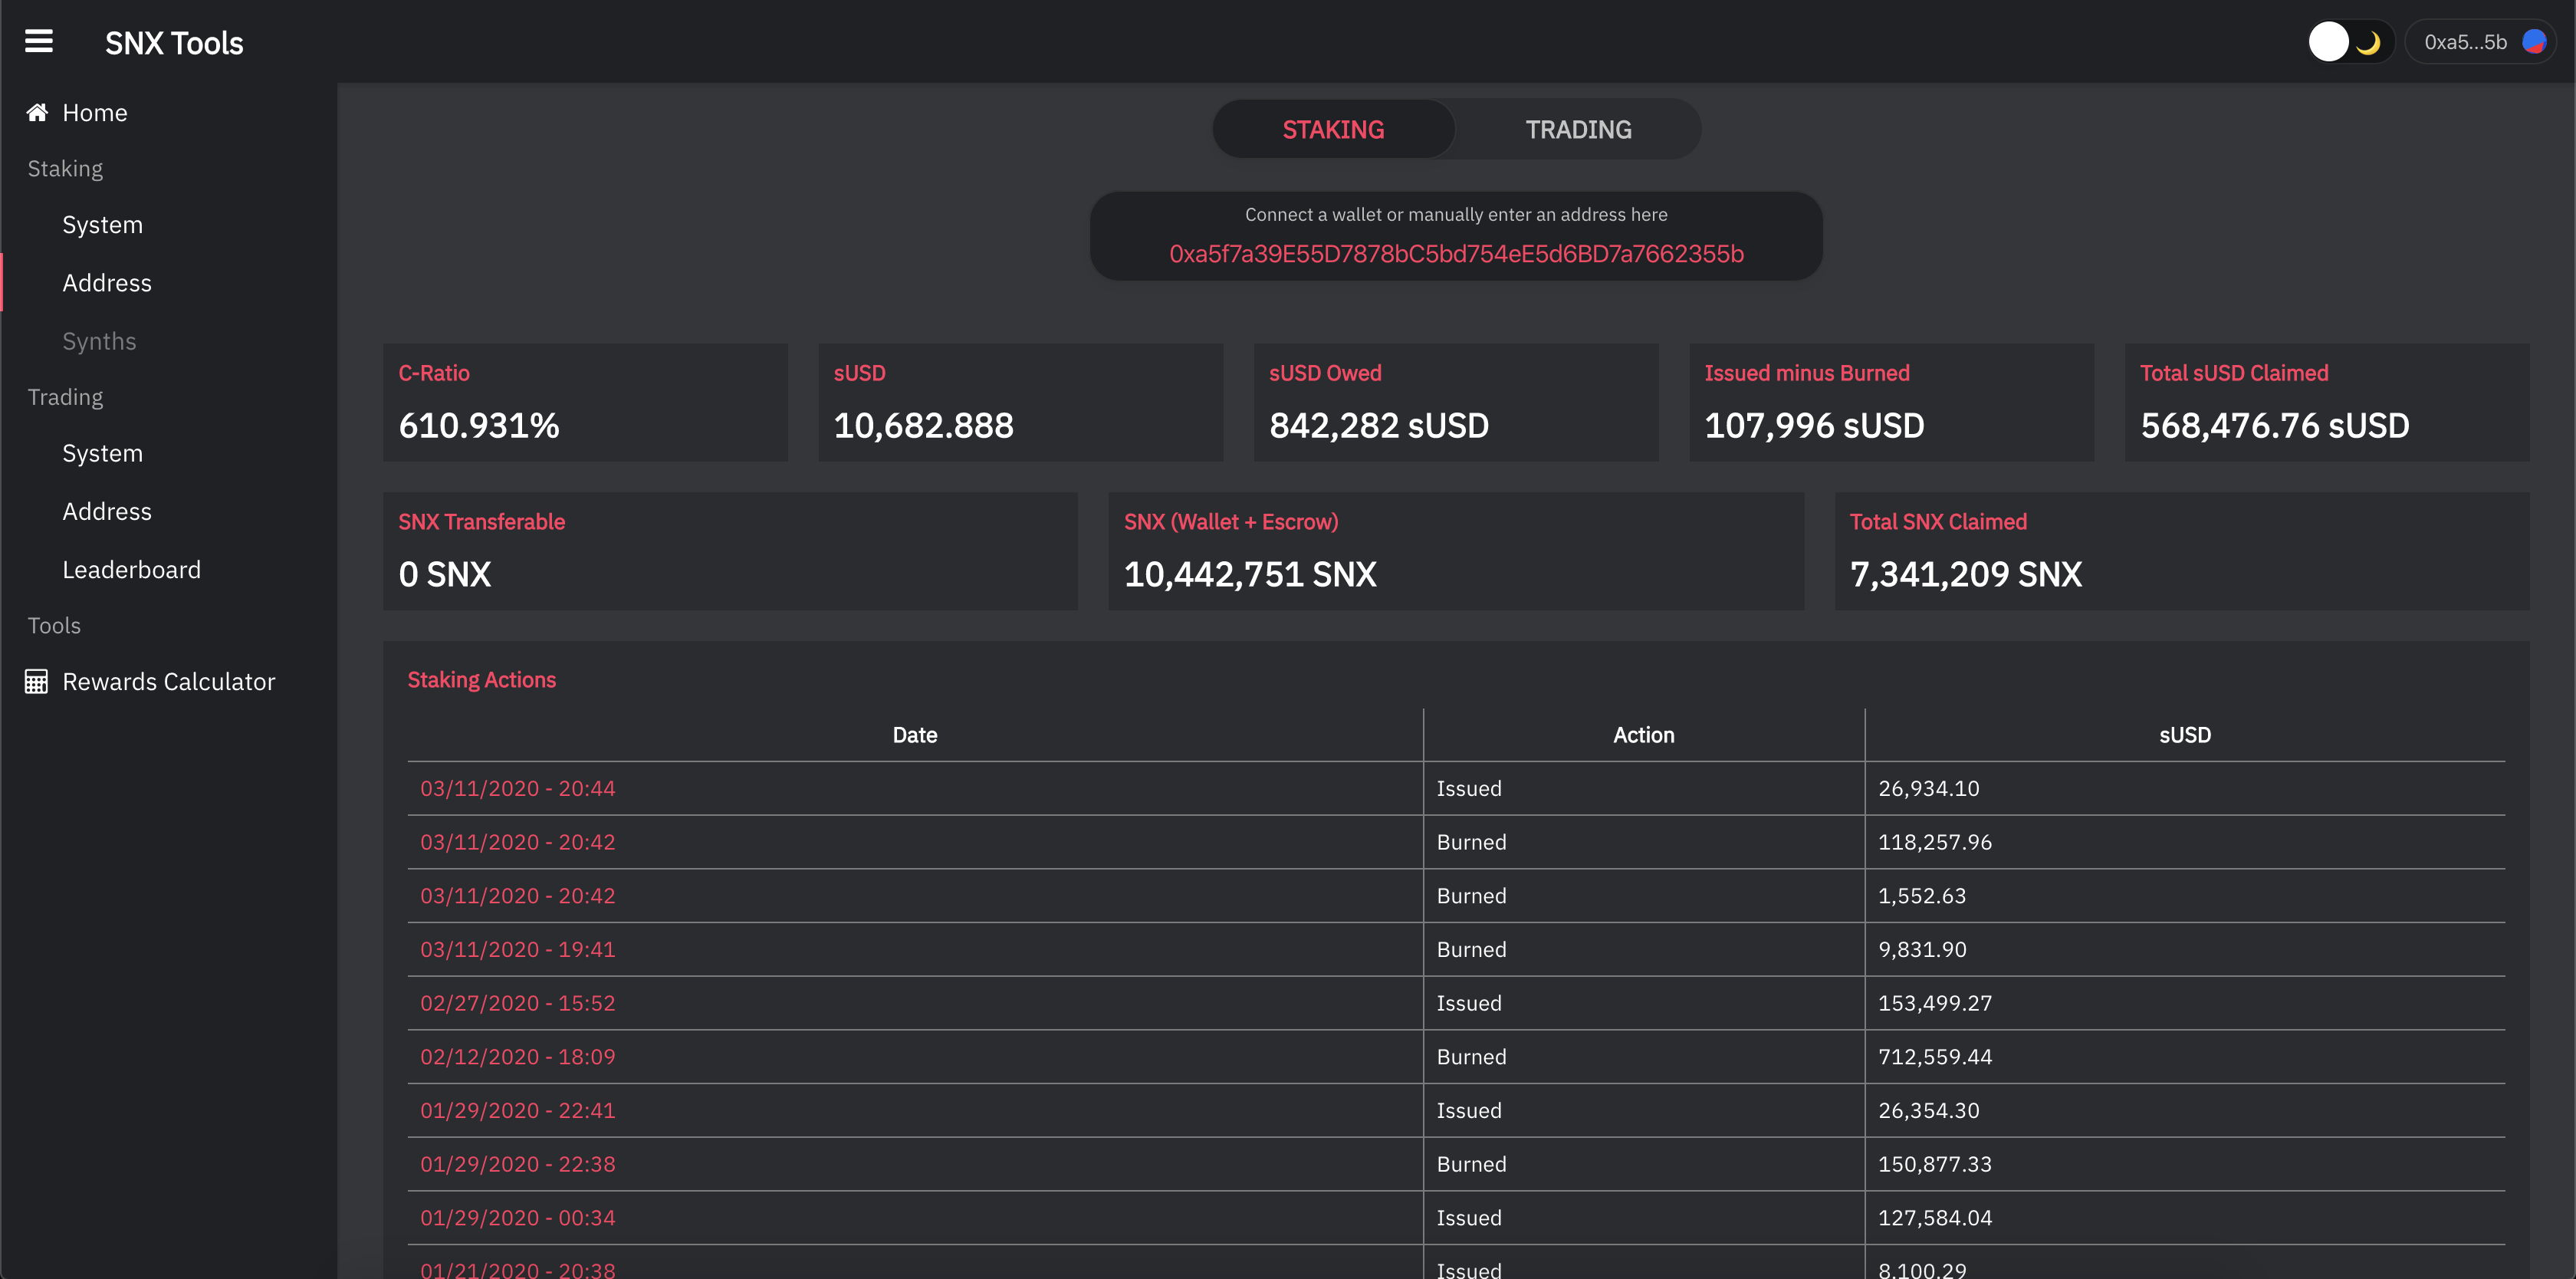 SNX Tools
0xa5...5b
Home
Staking
System
Address
Synths
Trading
System
Address
Leaderboard
Tools
Rewards Calculator
STAKING TRADING
Connect a wallet or manually enter an address here
0xa5f7a39E55D7878bC5bd754eE5d6BD7a7662355b
C-Ratio
610.931%
sUSD
10,682.888
sUSD Owed
842,282 sUSD
Issued minus Burned
107,996 sUSD
Total sUSD Claimed
568,476.76 sUSD
SNX Transferable
0 SNX
SNX (Wallet + Escrow)
10,442,751 SNX
Total SNX Claimed
7,341,209 SNX
Staking Actions
Date Action sUSD
03/11/2020 - 20:44 Issued 26,934.10
03/11/2020 - 20:42 Burned 118,257.96
03/11/2020 - 20:42 Burned 1,552.63
03/11/2020 - 19:41 Burned 9,831.90
02/27/2020 - 15:52 Issued 153,499.27
02/12/2020 - 18:09 Burned 712,559.44
01/29/2020 - 22:41 Issued 26,354.30
01/29/2020 - 22:38 Burned 150,877.33
01/29/2020 - 00:34 Issued 127,584.04
01/21/2020 - 20:38 Issued 8,100.29